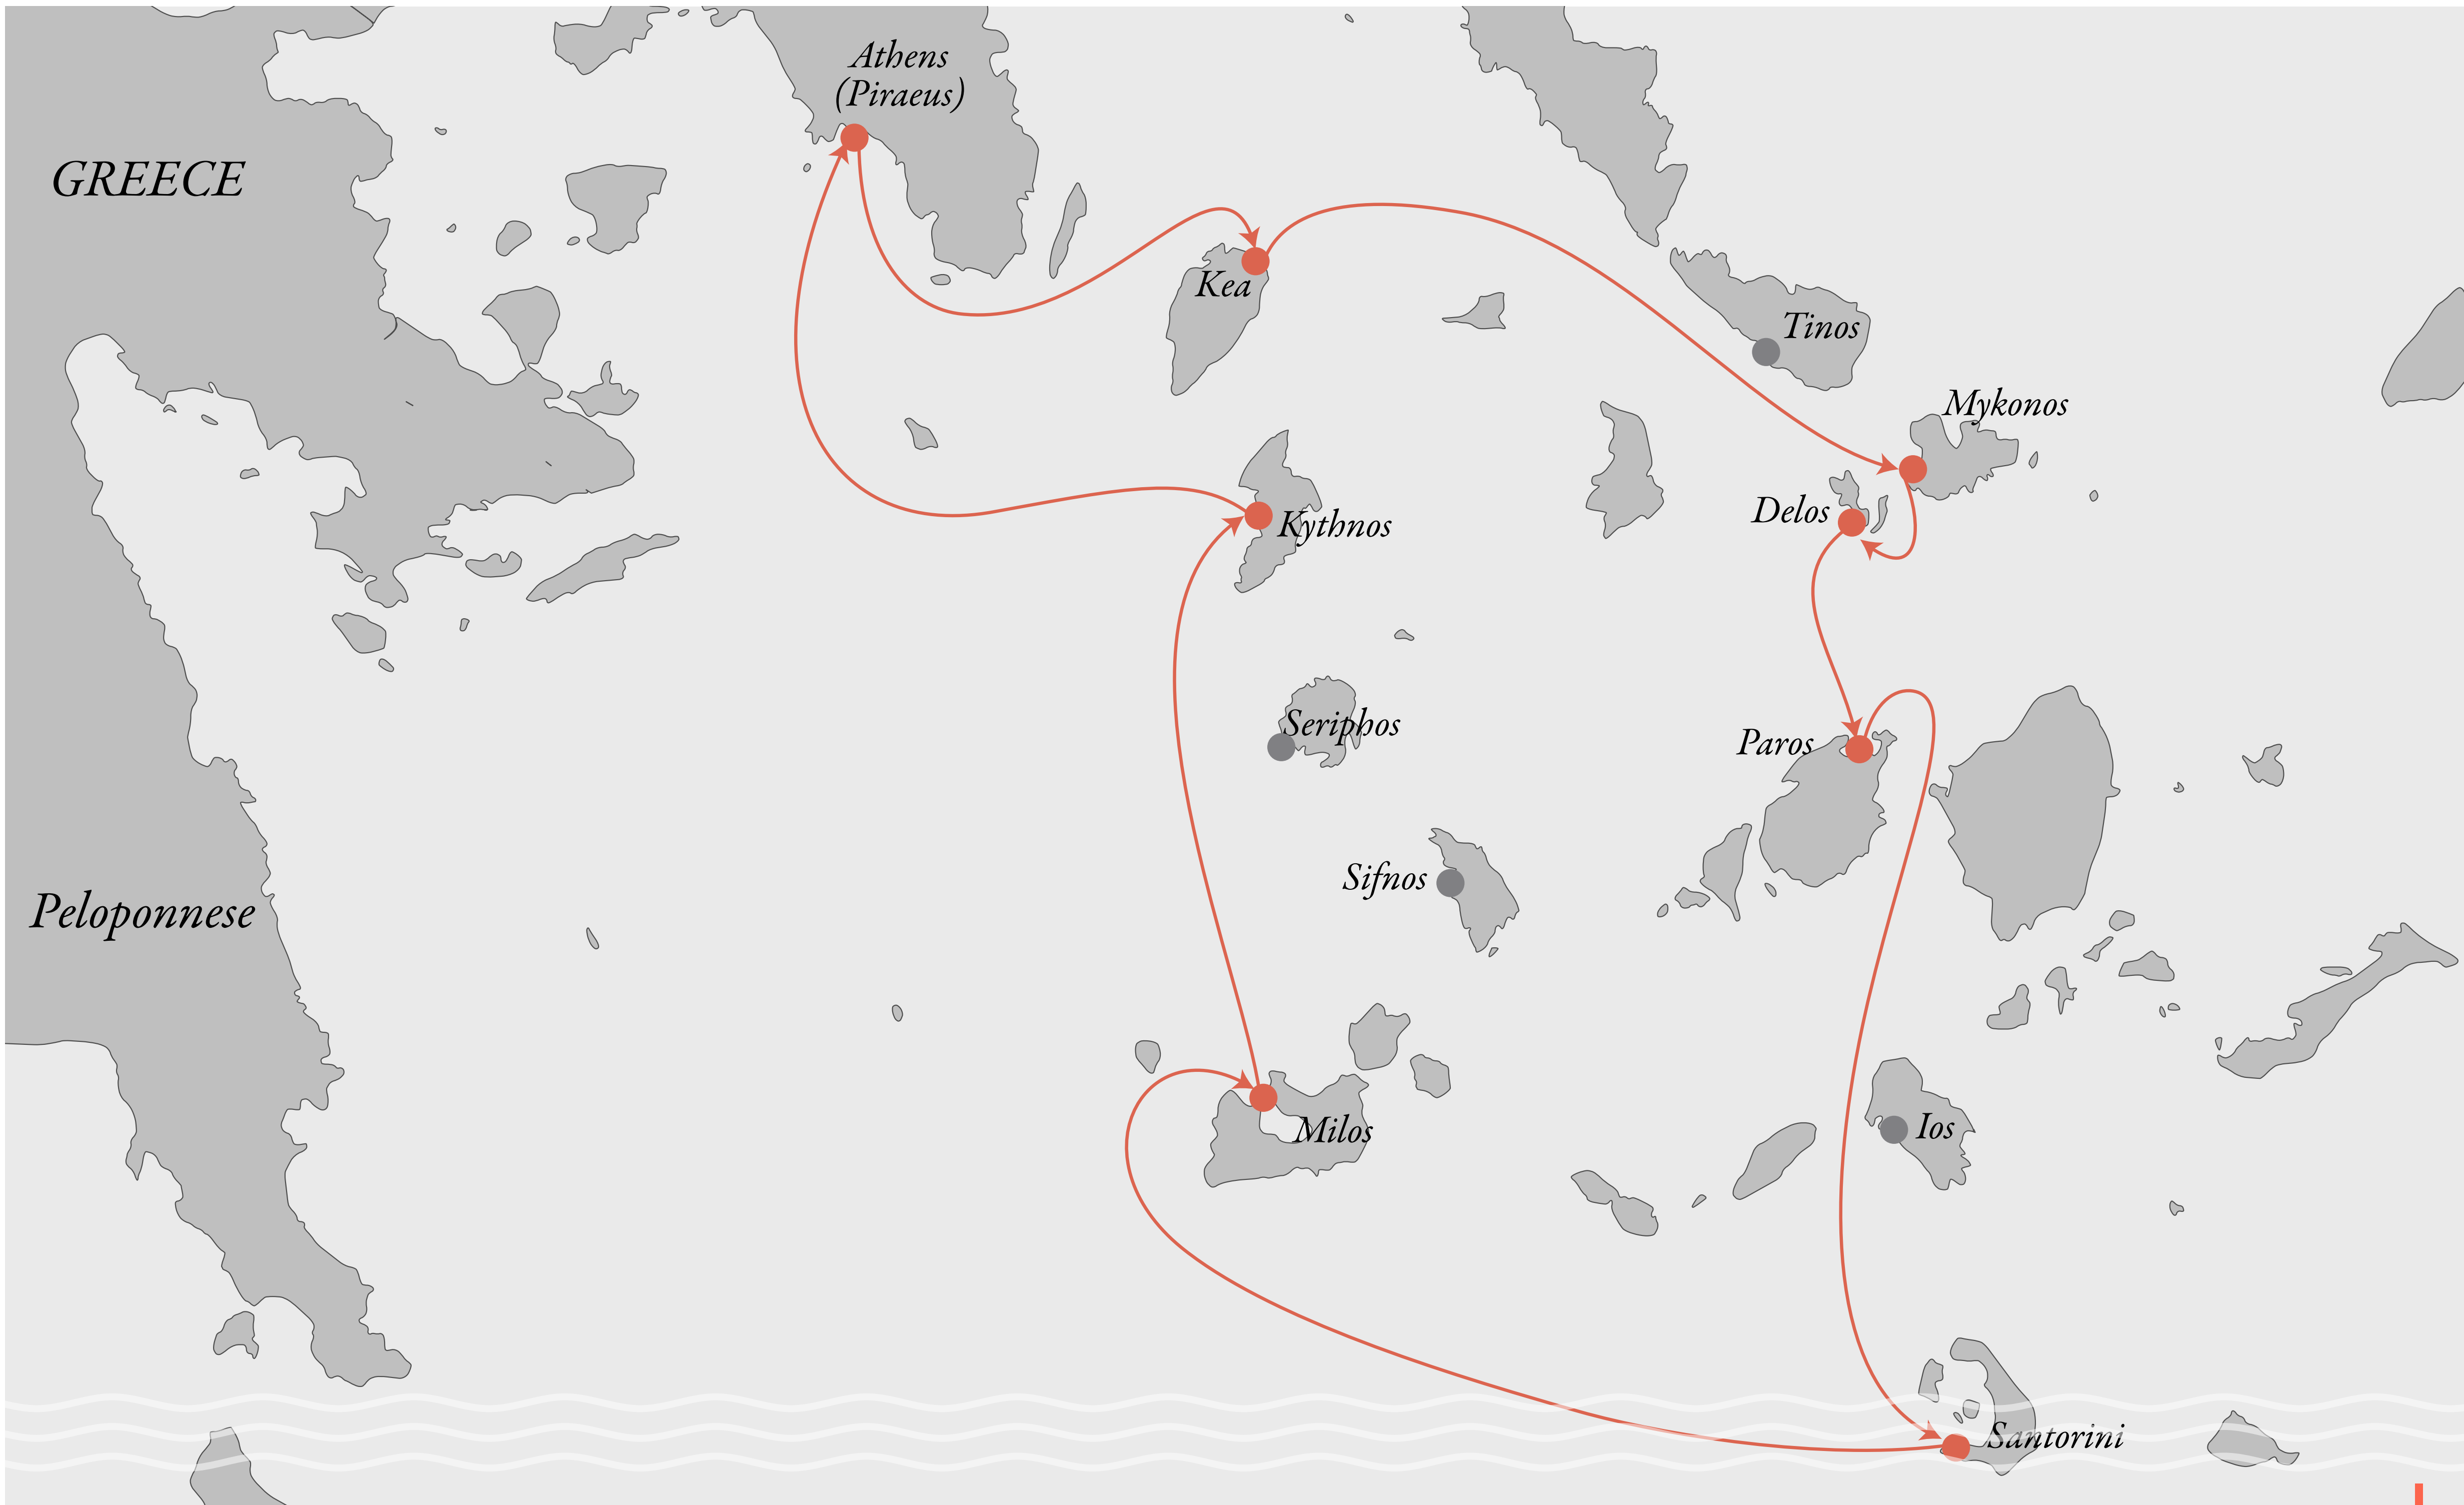 Athens
(Piraeus)
GREECE
Kea
Tinos
Mykonos
Delos
Kythnos
Seriphos
Paros
Sifnos
Peloponnese
Milos
Ios
Santorini